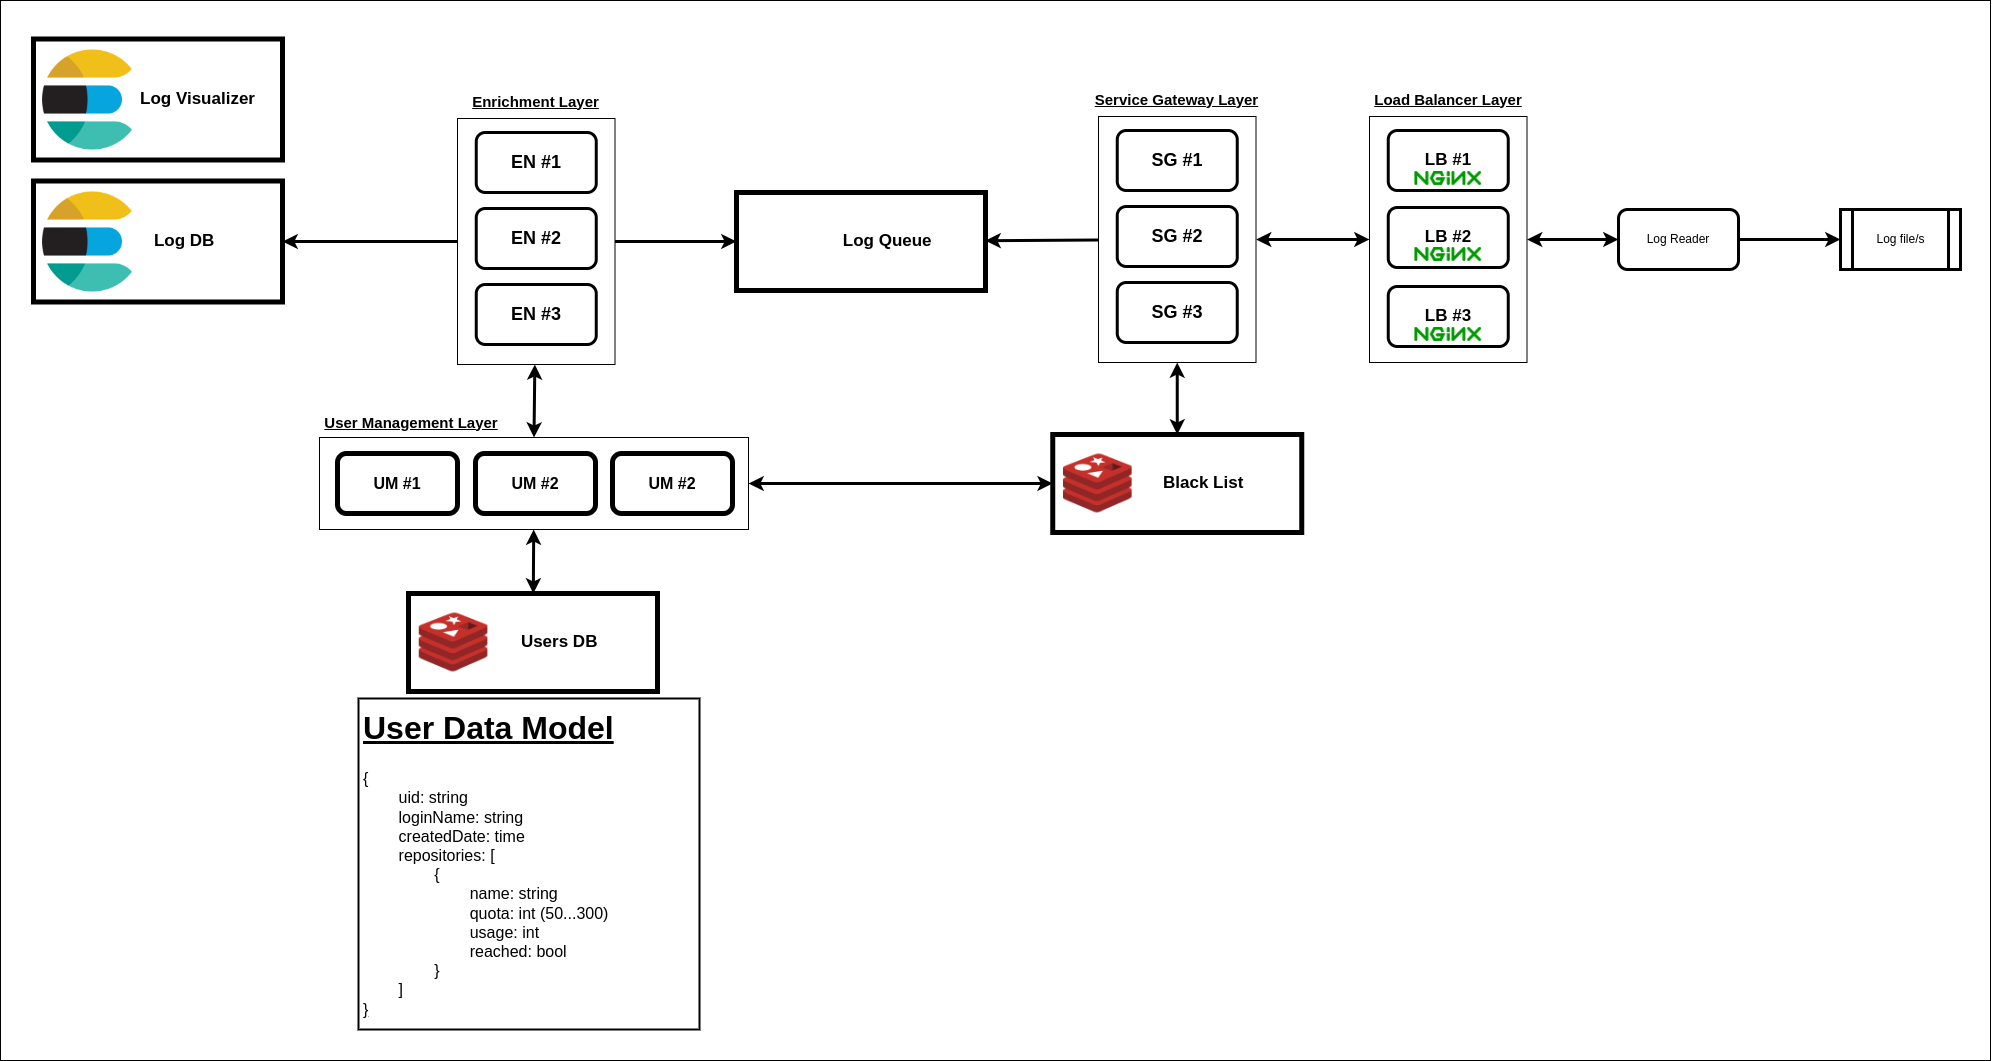 Log Visualizer
Log DB
Enrichment Layer
EN #1
EN #2
EN #3
Log Queue
Service Gateway Layer
SG #1
SG #2
SG #3
Load Balancer Layer
LB #1
NGiNX
LB #2
NGiNX
LB #3
NGiNX
Log Reader
Log file/s
User Management Layer
UM #1
UM #2
UM #2
Black List
Users DB
User Data Model
{
uid: string
loginName: string
createdDate: time
repositories: [
{
name: string
quota: int (50...300)
usage: int
reached: bool
}
]
}